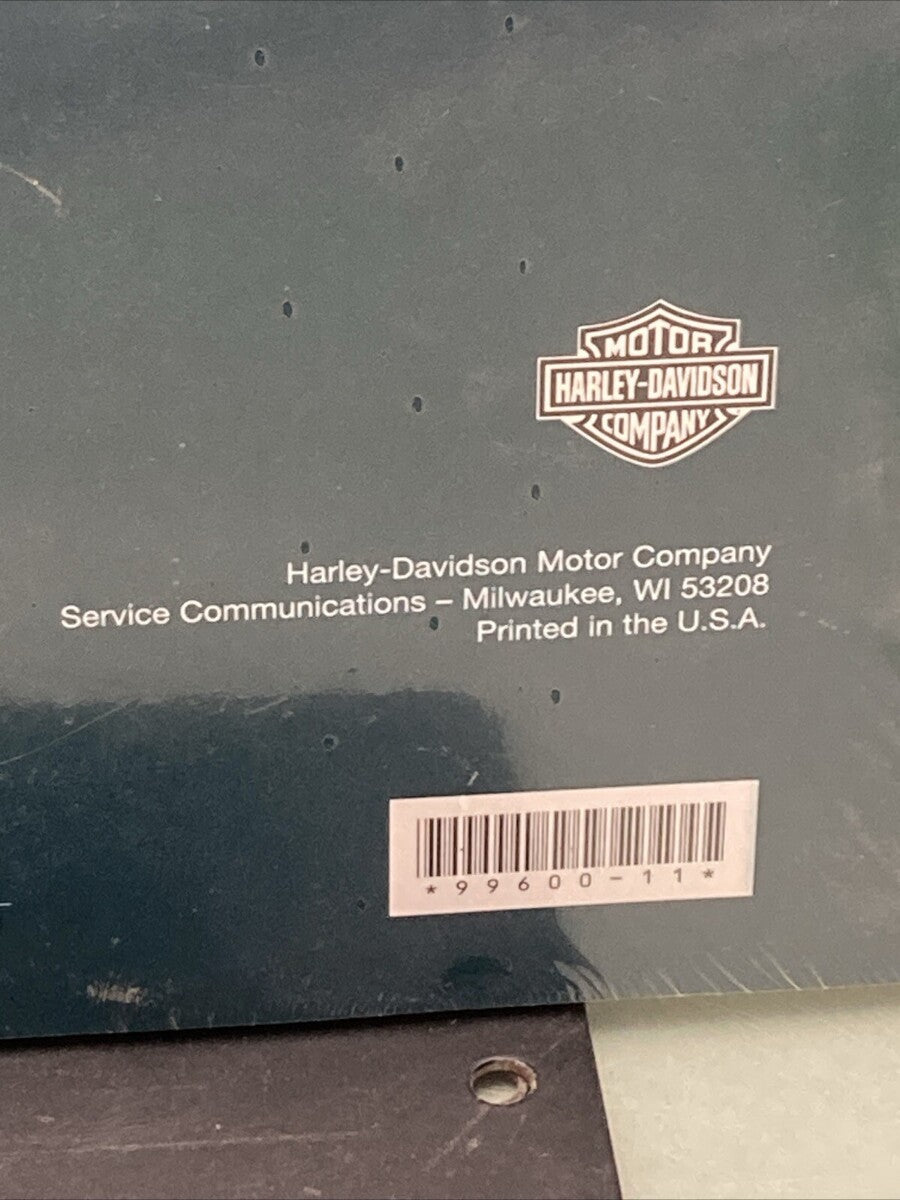 MOTOR
HARLEY-DAVIDSON
COMPANY
Harley-Davidson Motor Company
Service Communications – Milwaukee, WI 53208
Printed in the U.S.A.
*99600-11*